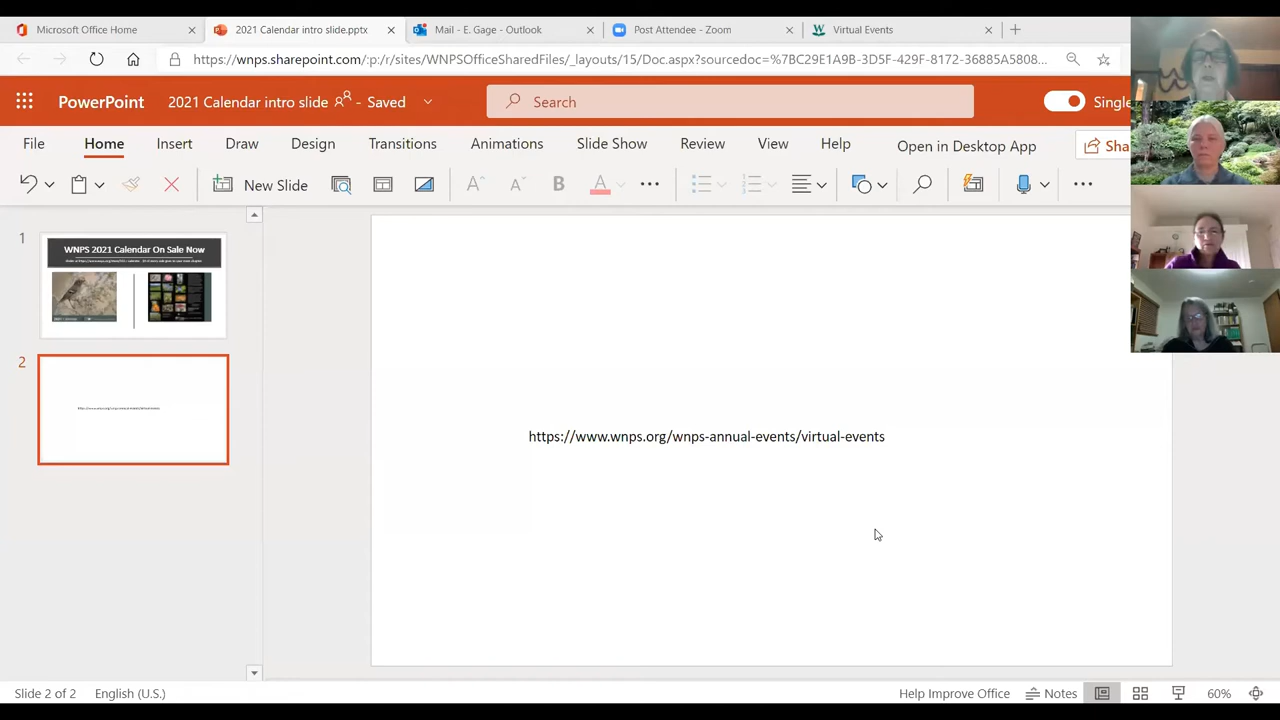 Microsoft Office Home
2021 Calendar intro slide.pptx
Mail - E. Gage - Outlook
Post Attendee - Zoom
Virtual Events
https://wnps.sharepoint.com/:p:/r/sites/WNPSOfficeSharedFiles/_layouts/15/Doc.aspx?sourcedoc=%7BC29E1A9B-3D5F-429F-8172-36885A5808...
PowerPoint
2021 Calendar intro slide - Saved
Search
Single
File
Home
Insert
Draw
Design
Transitions
Animations
Slide Show
Review
View
Help
Open in Desktop App
Sha
New Slide
1
WNPS 2021 Calendar On Sale Now
2
https://www.wnps.org/wnps-annual-events/virtual-events
Slide 2 of 2
English (U.S.)
Help Improve Office
Notes
60%